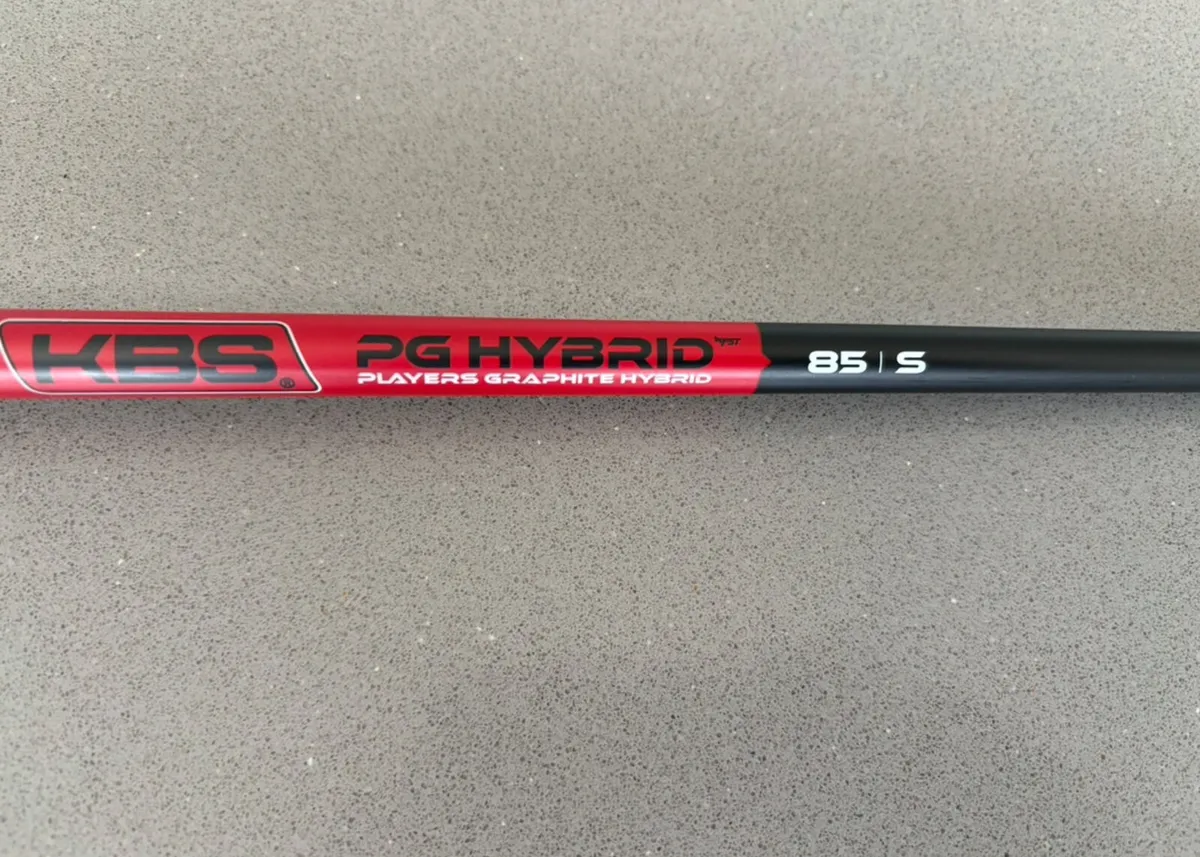 KBS®
PG HYBRID
PLAYERS GRAPHITE HYBRID
85 | S